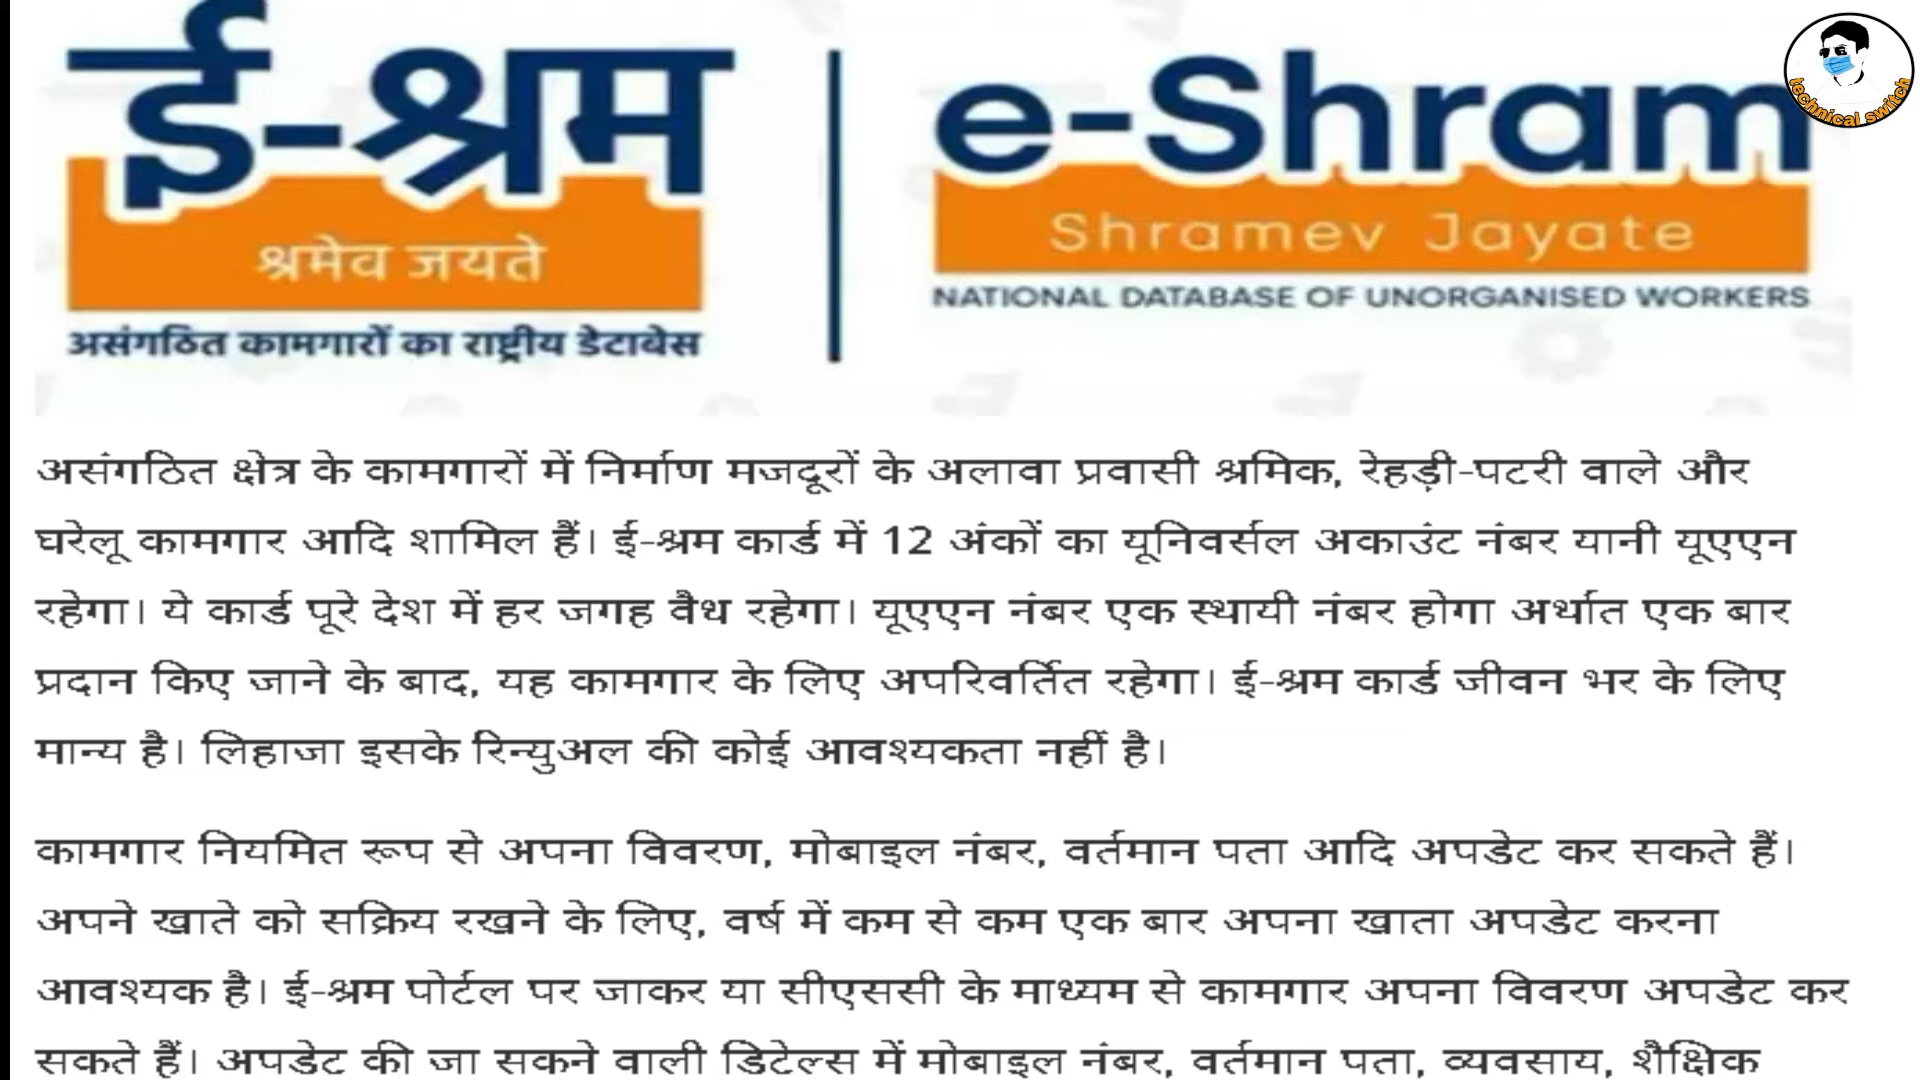 ई-श्रम
श्रमेव जयते
असंगठित कामगारों का राष्ट्रीय डेटाबेस
e-Shram
Shramev Jayate
NATIONAL DATABASE OF UNORGANISED WORKERS
technical switch
असंगठित क्षेत्र के कामगारों में निर्माण मजदूरों के अलावा प्रवासी श्रमिक, रेहड़ी-पटरी वाले और
घरेलू कामगार आदि शामिल हैं। ई-श्रम कार्ड में 12 अंकों का यूनिवर्सल अकाउंट नंबर यानी यूएएन
रहेगा। ये कार्ड पूरे देश में हर जगह वैध रहेगा। यूएएन नंबर एक स्थायी नंबर होगा अर्थात एक बार
प्रदान किए जाने के बाद, यह कामगार के लिए अपरिवर्तित रहेगा। ई-श्रम कार्ड जीवन भर के लिए
मान्य है। लिहाजा इसके रिन्युअल की कोई आवश्यकता नहीं है।
कामगार नियमित रूप से अपना विवरण, मोबाइल नंबर, वर्तमान पता आदि अपडेट कर सकते हैं।
अपने खाते को सक्रिय रखने के लिए, वर्ष में कम से कम एक बार अपना खाता अपडेट करना
आवश्यक है। ई-श्रम पोर्टल पर जाकर या सीएससी के माध्यम से कामगार अपना विवरण अपडेट कर
सकते हैं। अपडेट की जा सकने वाली डिटेल्स में मोबाइल नंबर, वर्तमान पता, व्यवसाय, शैक्षिक